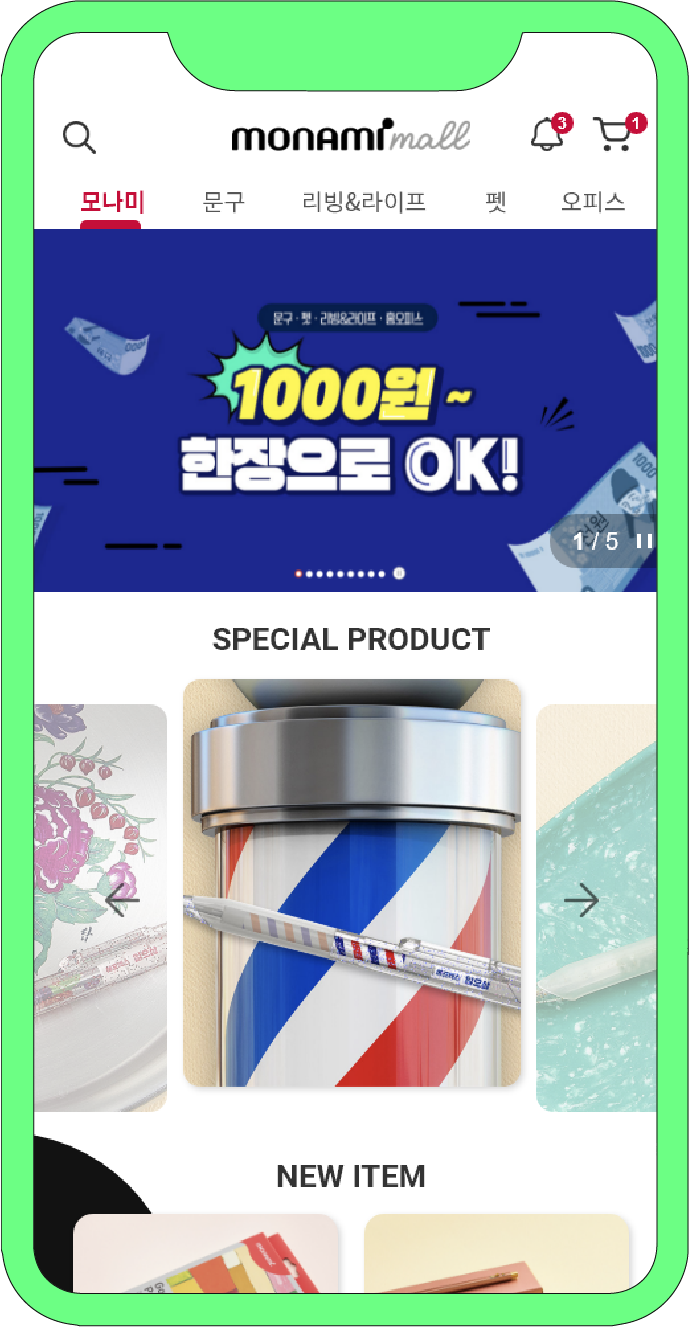 monami mall
3
1
모나미 문구 리빙&라이프 펫 오피스
문구 · 펫 · 리빙&라이프 · 홈오피스
1000원 ~
한장으로 OK!
1000
1 / 5
SPECIAL PRODUCT
NEW ITEM